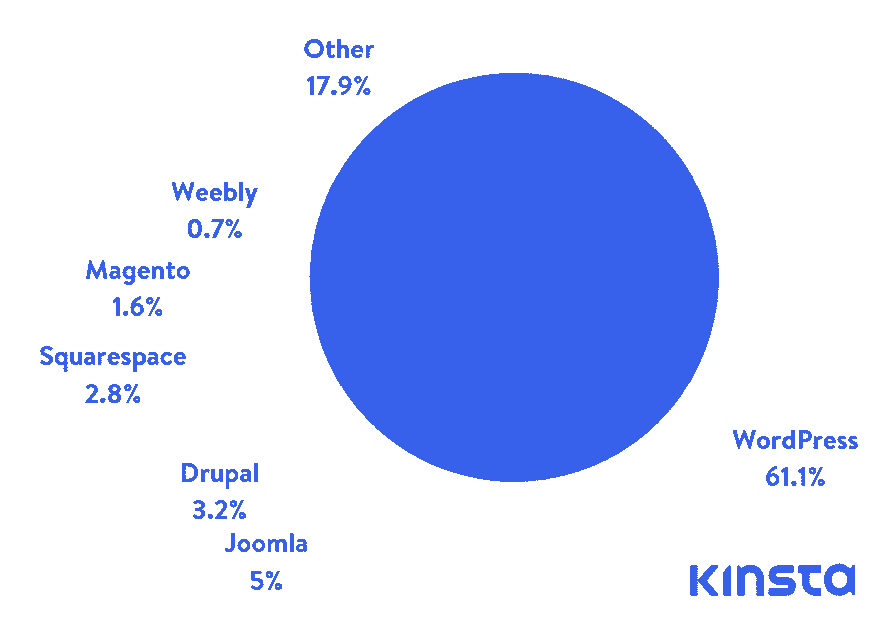 Other
17.9%
Weebly
0.7%
Magento
1.6%
Squarespace
2.8%
WordPress
61.1%
Drupal
3.2%
Joomla
5%
KINSTA